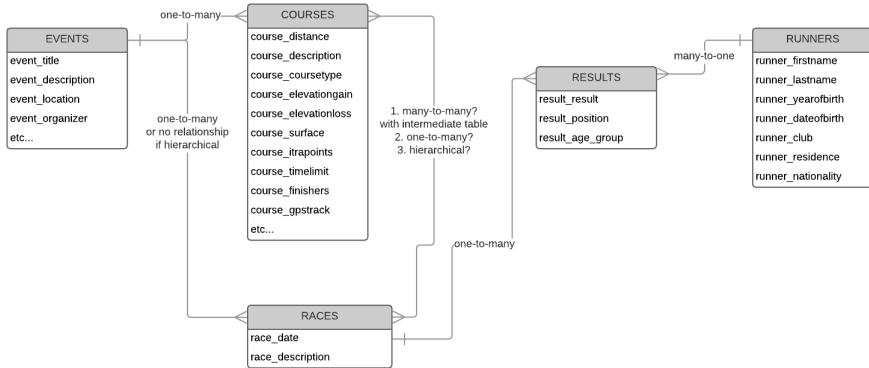 one-to-many
EVENTS
event_title
event_description
event_location
event_organizer
etc...
one-to-many
or no relationship
if hierarchical
COURSES
course_distance
course_description
course_coursetype
course_elevationgain
course_elevationloss
course_surface
course_itrapoints
course_timelimit
course_finishers
course_gpstrack
etc...
1. many-to-many?
with intermediate table
2. one-to-many?
3. hierarchical?
RESULTS
result_result
result_position
result_age_group
many-to-one
RUNNERS
runner_firstname
runner_lastname
runner_yearofbirth
runner_dateofbirth
runner_club
runner_residence
runner_nationality
one-to-many
RACES
race_date
race_description